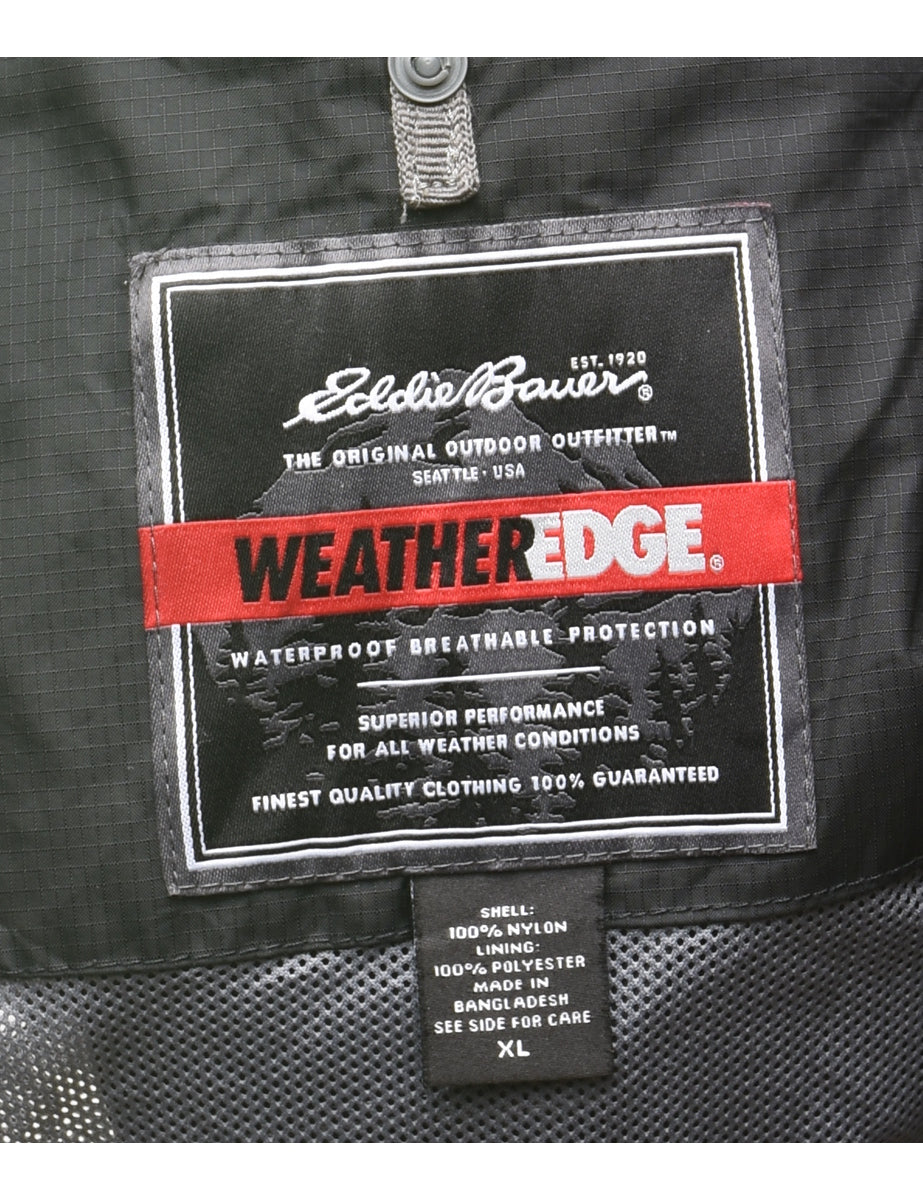 EST. 1920
Eddie Bauer®
THE ORIGINAL OUTDOOR OUTFITTER™
SEATTLE · USA
WEATHEREDGE®
WATERPROOF BREATHABLE PROTECTION
SUPERIOR PERFORMANCE
FOR ALL WEATHER CONDITIONS
FINEST QUALITY CLOTHING 100% GUARANTEED
SHELL:
100% NYLON
LINING:
100% POLYESTER
MADE IN
BANGLADESH
SEE SIDE FOR CARE
XL